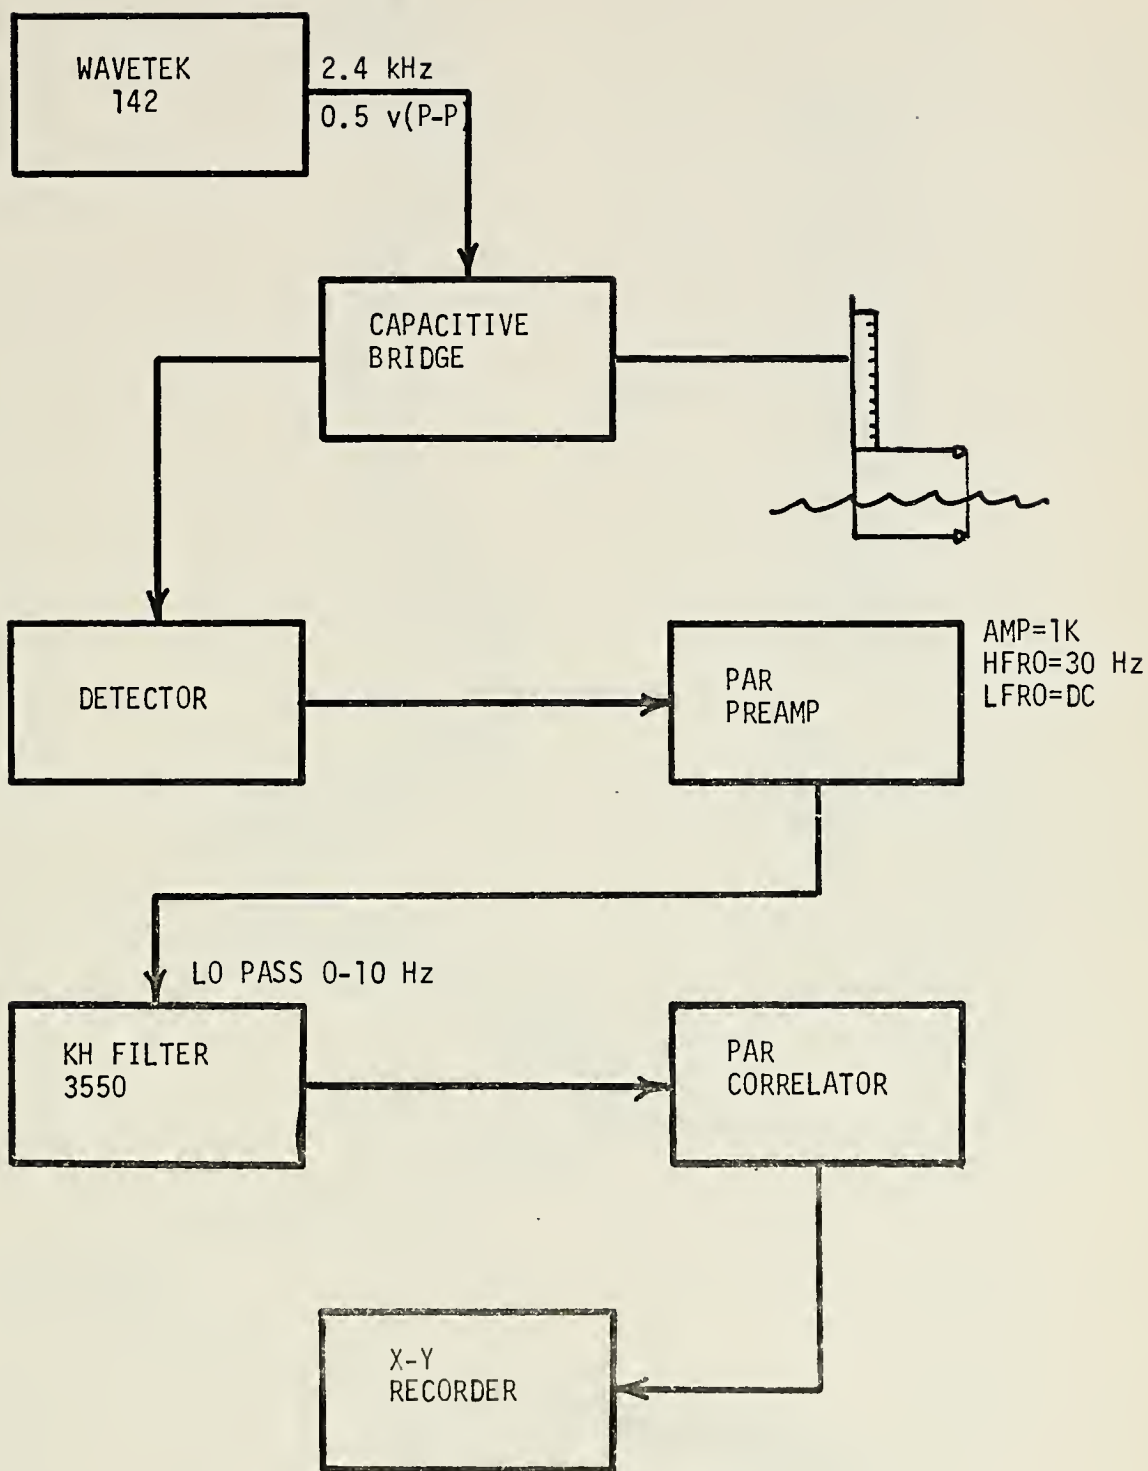 WAVETEK
142
2.4 kHz
0.5 v(P-P)
CAPACITIVE
BRIDGE
DETECTOR
PAR
PREAMP
AMP=1K
HFRO=30 Hz
LFRO=DC
LO PASS 0-10 Hz
KH FILTER
3550
PAR
CORRELATOR
X-Y
RECORDER